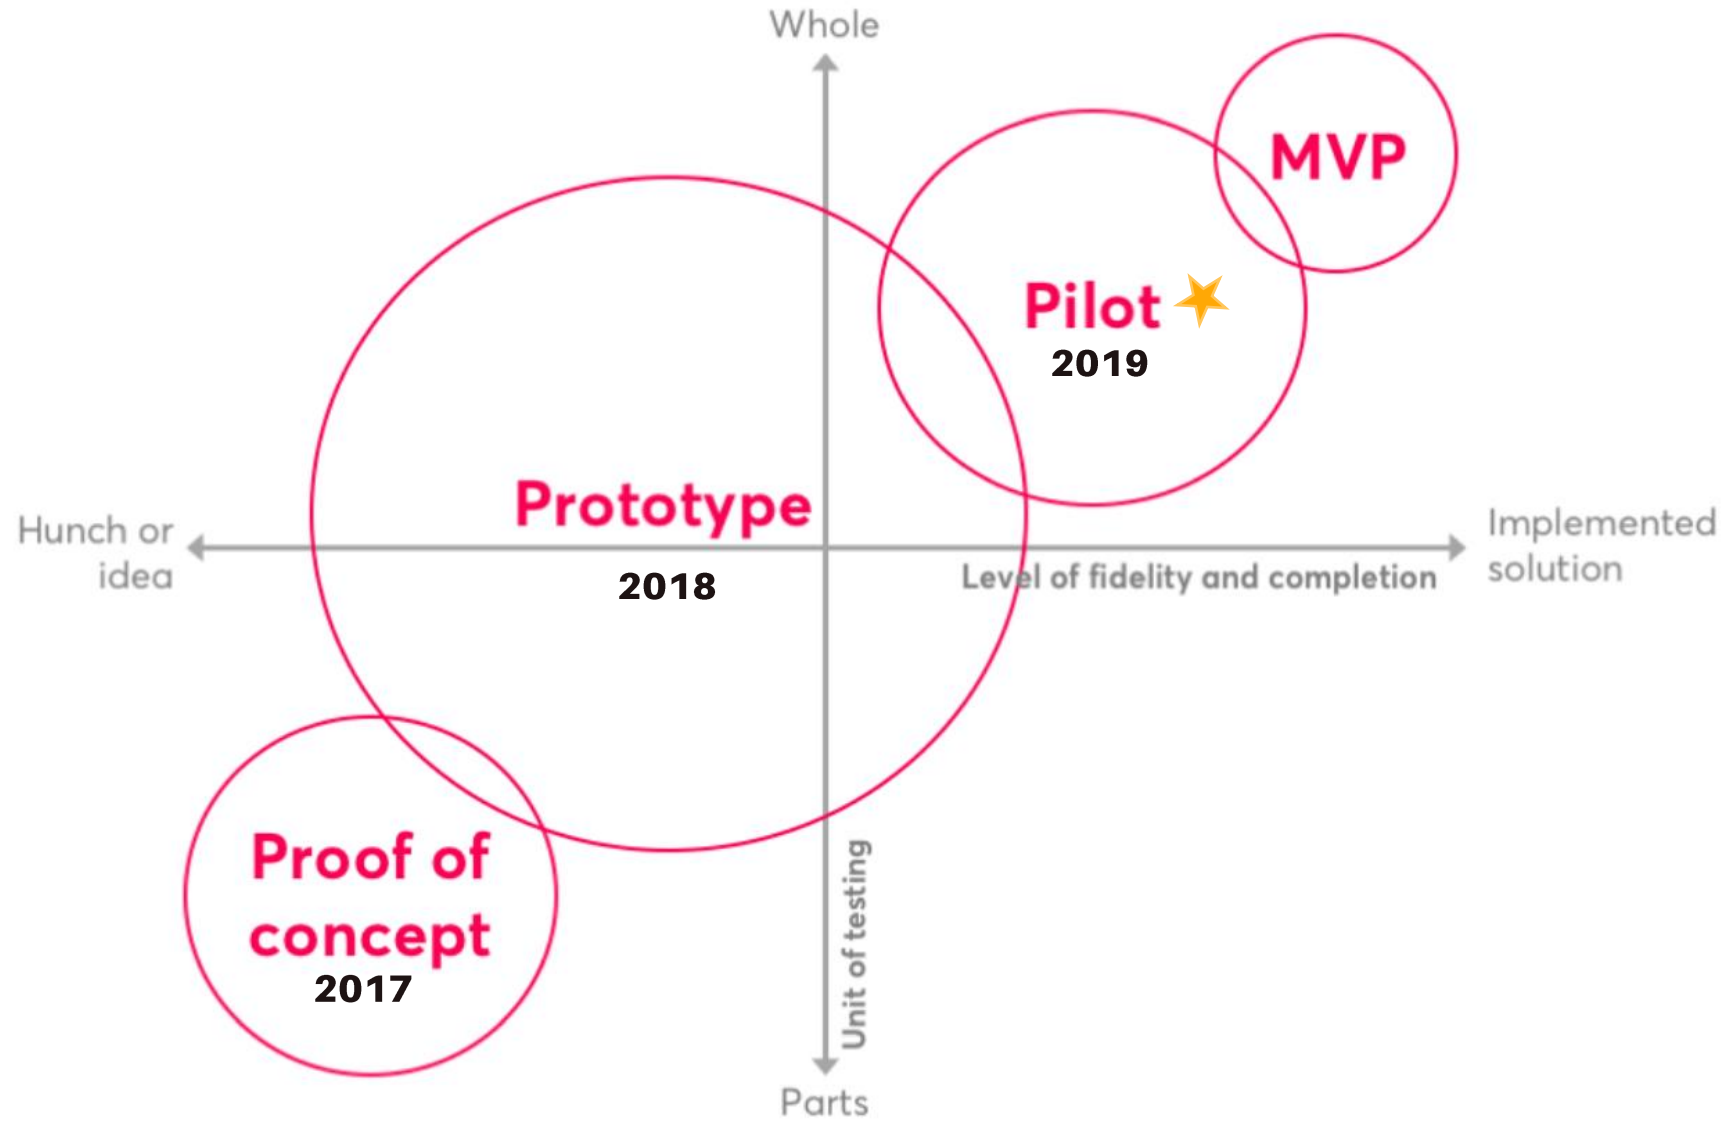 Whole
MVP
Pilot
2019
Prototype
2018
Hunch or
idea
Implemented
solution
Level of fidelity and completion
Proof of
concept
2017
Unit of testing
Parts